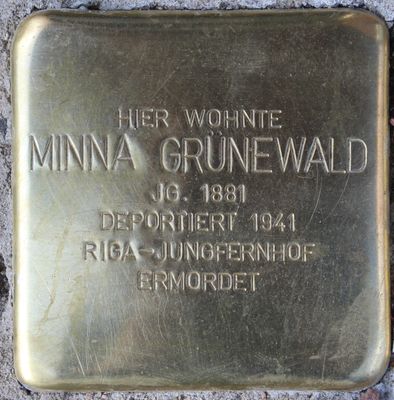 HIER WOHNTE
MINNA GRÜNEWALD
JG. 1881
DEPORTIERT 1941
RIGA-JUNGFERNHOF
ERMORDET